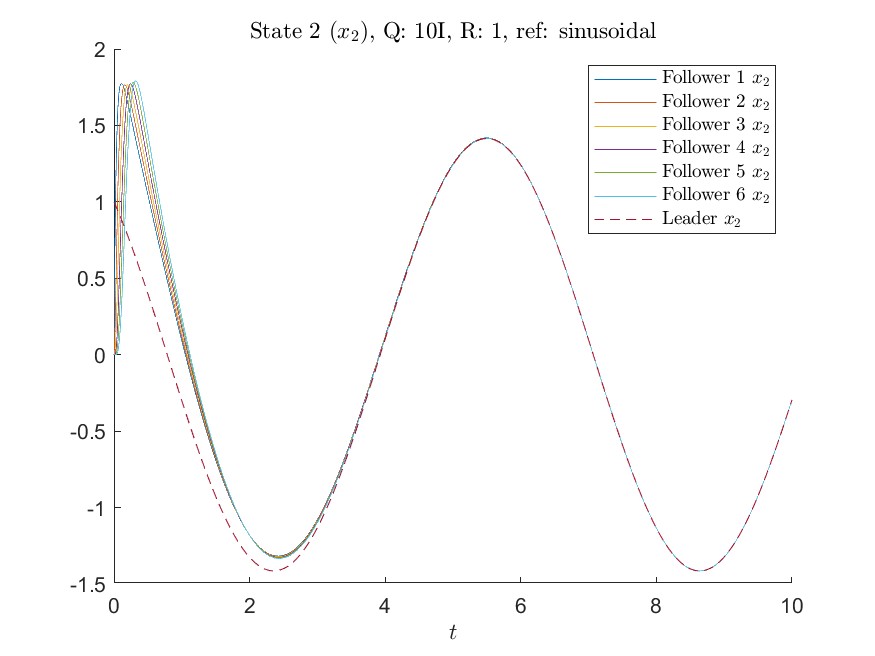 State 2 (x₂), Q: 10I, R: 1, ref: sinusoidal
2
1.5
1
0.5
0
-0.5
-1
-1.5
0 2 4 6 8 10
t
Follower 1 x₂
Follower 2 x₂
Follower 3 x₂
Follower 4 x₂
Follower 5 x₂
Follower 6 x₂
Leader x₂